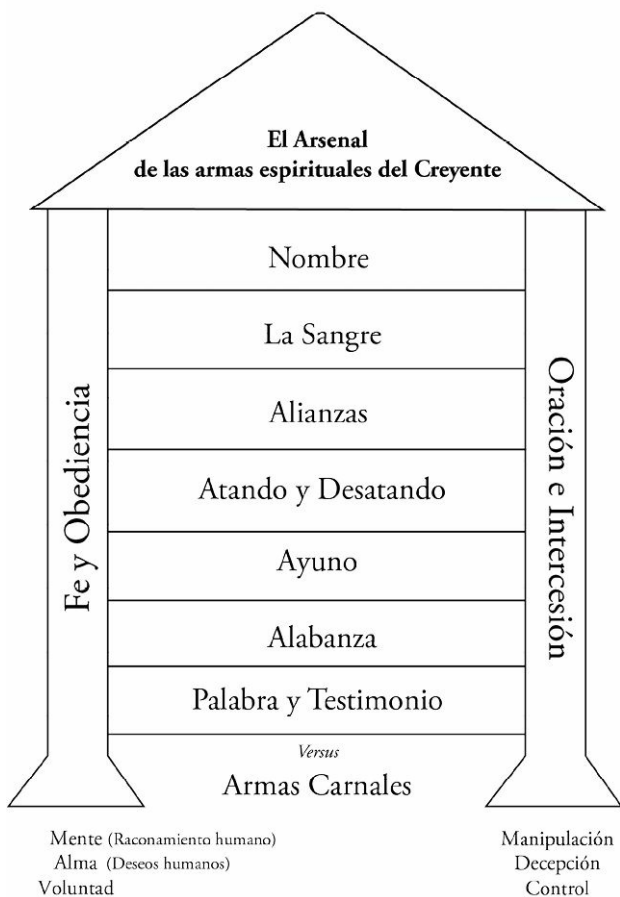 El Arsenal
de las armas espirituales del Creyente
Nombre
La Sangre
Alianzas
Atando y Desatando
Ayuno
Alabanza
Palabra y Testimonio
Versus
Armas Carnales
Fe y Obediencia
Oración e Intercesión
Mente (Raconamiento humano)
Alma (Deseos humanos)
Voluntad
Manipulación
Decepción
Control